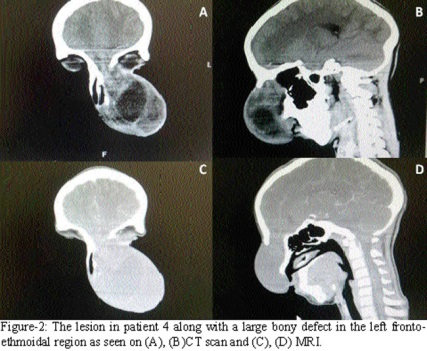 A
B
L
P
F
C
D
Figure-2: The lesion in patient 4 along with a large bony defect in the left fronto-
ethmoidal region as seen on (A), (B)CT scan and (C), (D) MRI.